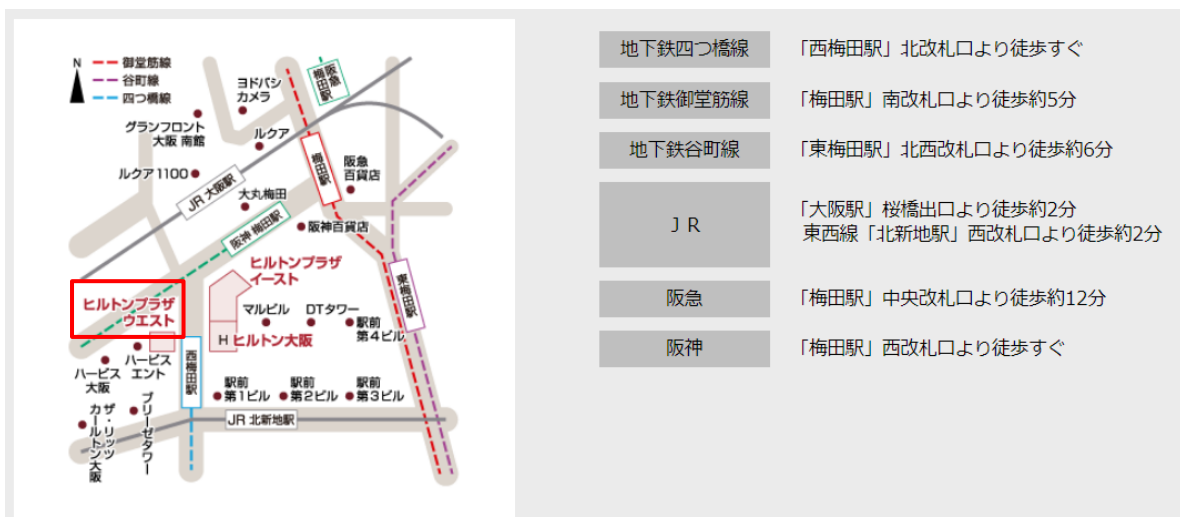 N
御堂筋線
谷町線
四つ橋線
ヨドバシ
カメラ
阪急
梅田駅
グランフロント
大阪 南館
ルクア
ルクア1100
JR 大阪駅
梅田駅
阪急
百貨店
大丸梅田
阪神 梅田駅
阪神百貨店
ヒルトンプラザ
イースト
東梅田駅
ヒルトンプラザ
ウエスト
マルビル
DTタワー
駅前
第4ビル
H ヒルトン大阪
ハービス
エント
ハービス
大阪
西梅田駅
駅前
第1ビル
駅前
第2ビル
駅前
第3ビル
ブリーゼタワー
ザ・リッツ
カールトン大阪
JR 北新地駅
地下鉄四つ橋線 「西梅田駅」北改札口より徒歩すぐ
地下鉄御堂筋線 「梅田駅」南改札口より徒歩約5分
地下鉄谷町線 「東梅田駅」北西改札口より徒歩約6分
ＪＲ 「大阪駅」桜橋出口より徒歩約2分
東西線「北新地駅」西改札口より徒歩約2分
阪急 「梅田駅」中央改札口より徒歩約12分
阪神 「梅田駅」西改札口より徒歩すぐ